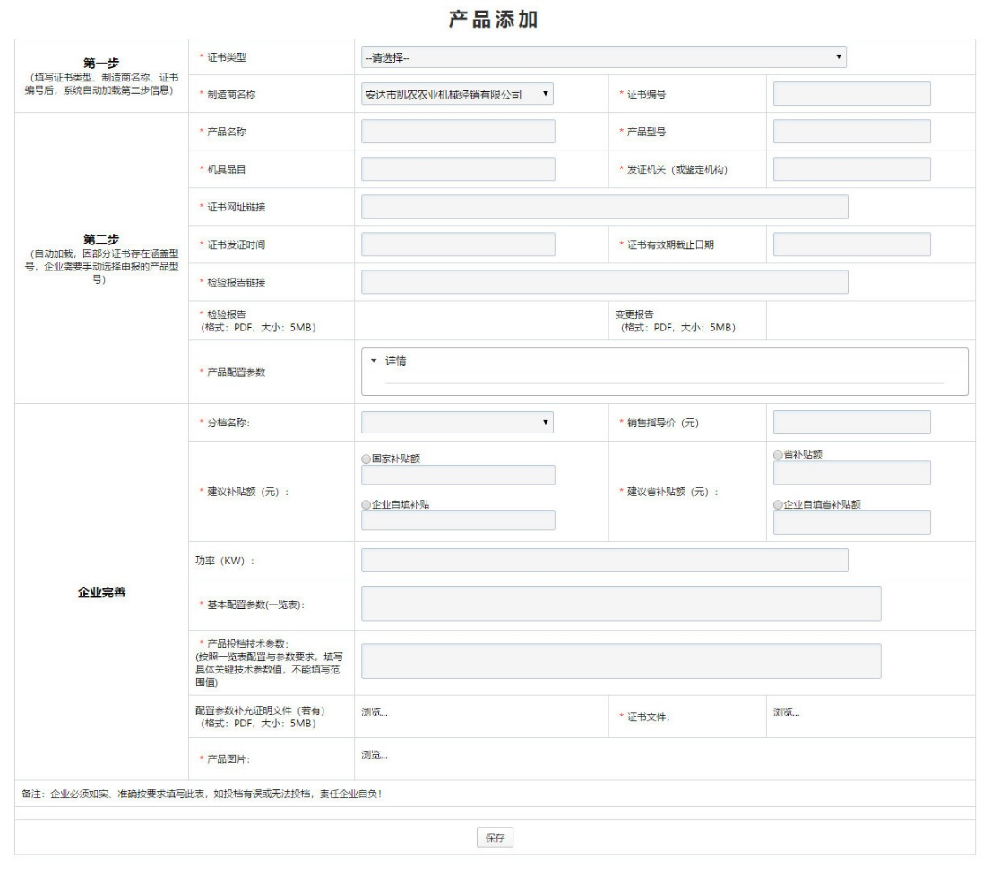 产品添加
第一步
（填写证书类型、制造商名称、证书
编号后，系统自动加载第二步信息）
* 证书类型
--请选择--
* 制造商名称
安达市凯农农业机械经销有限公司
* 证书编号
第二步
（自动加载，因部分证书存在涵盖型
号，企业需要手动选择申报的产品型
号）
* 产品名称
* 产品型号
* 机具品目
* 发证机关（或鉴定机构）
* 证书网址链接
* 证书发证时间
* 证书有效期截止日期
* 检验报告链接
* 检验报告
（格式：PDF，大小：5MB）
变更报告
（格式：PDF，大小：5MB）
* 产品配置参数
详情
企业完善
* 分档名称：
* 销售指导价（元）
* 建议补贴额（元）：
国家补贴额
企业自填补贴
* 建议省补贴额（元）：
省补贴额
企业自填省补贴额
功率（KW）：
* 基本配置参数(一览表)：
* 产品投档技术参数：
(按照一览表配置与参数要求，填写
具体关键技术参数值，不能填写范
围值)
配置参数补充证明文件（若有）
（格式：PDF，大小：5MB）
浏览...
* 证书文件：
浏览...
* 产品图片：
浏览...
备注：企业必须如实、准确按要求填写此表，如投档有误或无法投档，责任企业自负！
保存